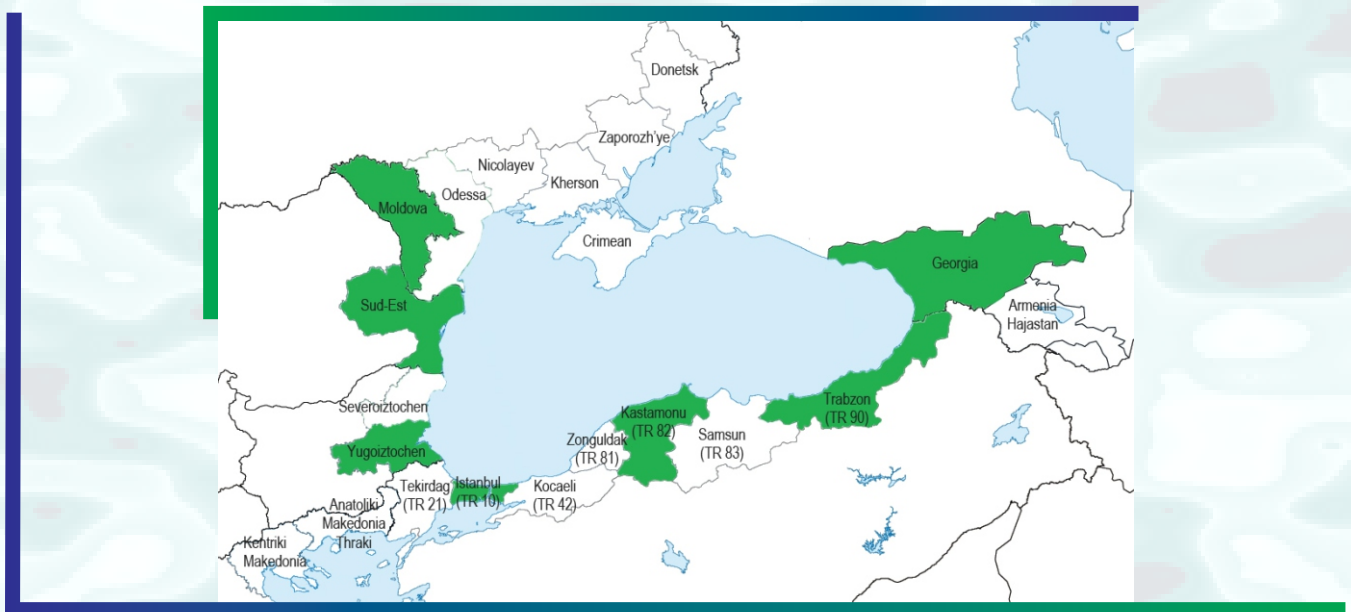 Donetsk
Zaporozh'ye
Nicolayev
Kherson
Odessa
Moldova
Crimean
Georgia
Sud-Est
Armenia
Hajastan
Severoiztochen
Trabzon
(TR 90)
Kastamonu
(TR 82)
Samsun
(TR 83)
Zonguldak
(TR 81)
Yugoiztochen
Tekirdag
(TR 21)
Istanbul
(TR 10)
Kocaeli
(TR 42)
Anatoliki
Makedonia
Thraki
Kentriki
Makedonia